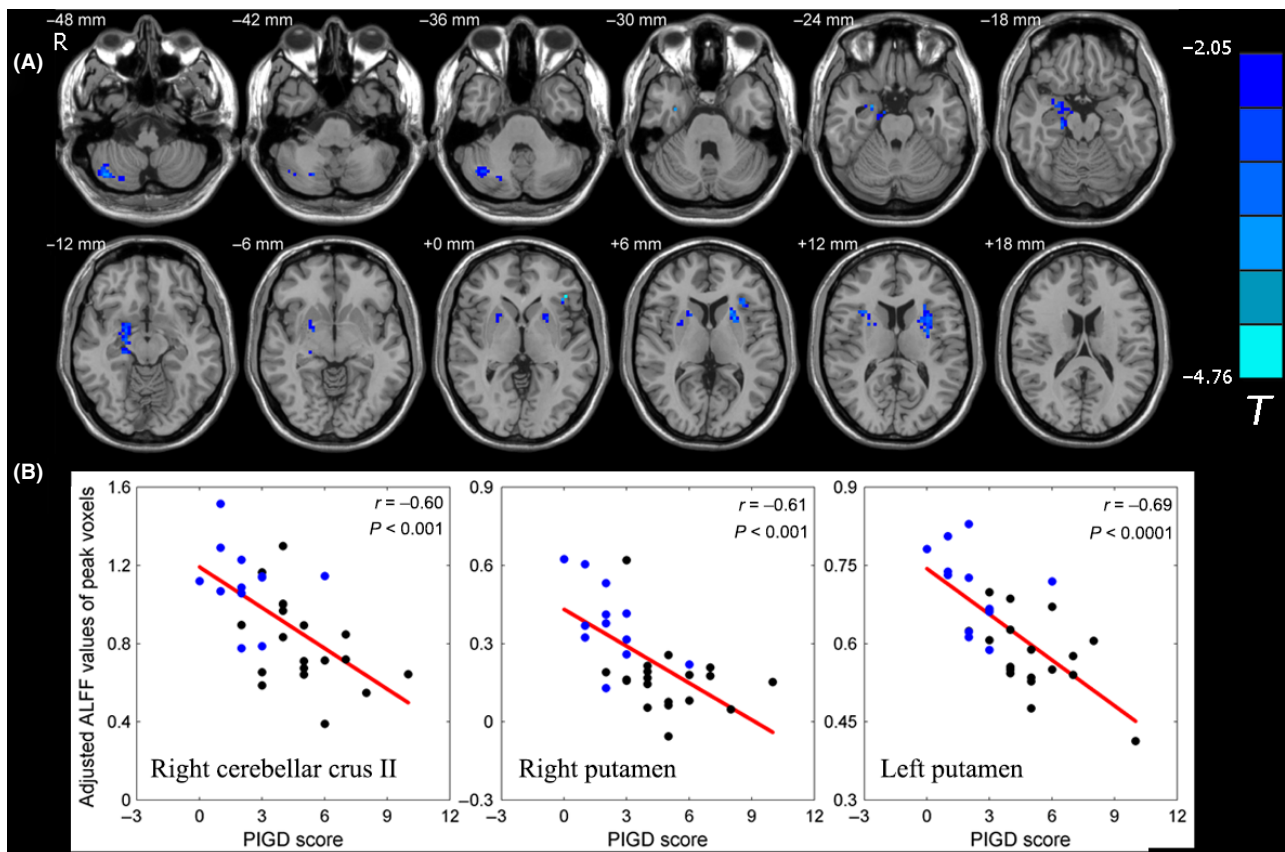 (A)
R
−48 mm
−42 mm
−36 mm
−30 mm
−24 mm
−18 mm
−12 mm
−6 mm
+0 mm
+6 mm
+12 mm
+18 mm
−2.05
−4.76
T
(B)
Adjusted ALFF values of peak voxels
1.6
1.2
0.8
0.4
0
r = −0.60
P < 0.001
Right cerebellar crus II
0 3 6 9 12
PIGD score
0.9
0.6
0.3
0
−0.3
r = −0.61
P < 0.001
Right putamen
0 3 6 9 12
PIGD score
0.9
0.75
0.6
0.45
0.3
r = −0.69
P < 0.0001
Left putamen
0 3 6 9 12
PIGD score